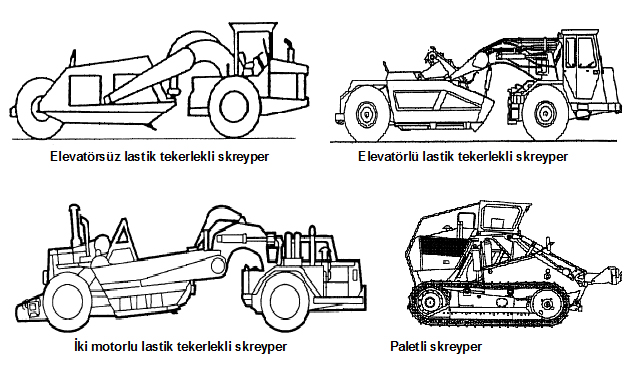 Elevatörsüz lastik tekerlekli skreyper
Elevatörlü lastik tekerlekli skreyper
İki motorlu lastik tekerlekli skreyper
Paletli skreyper